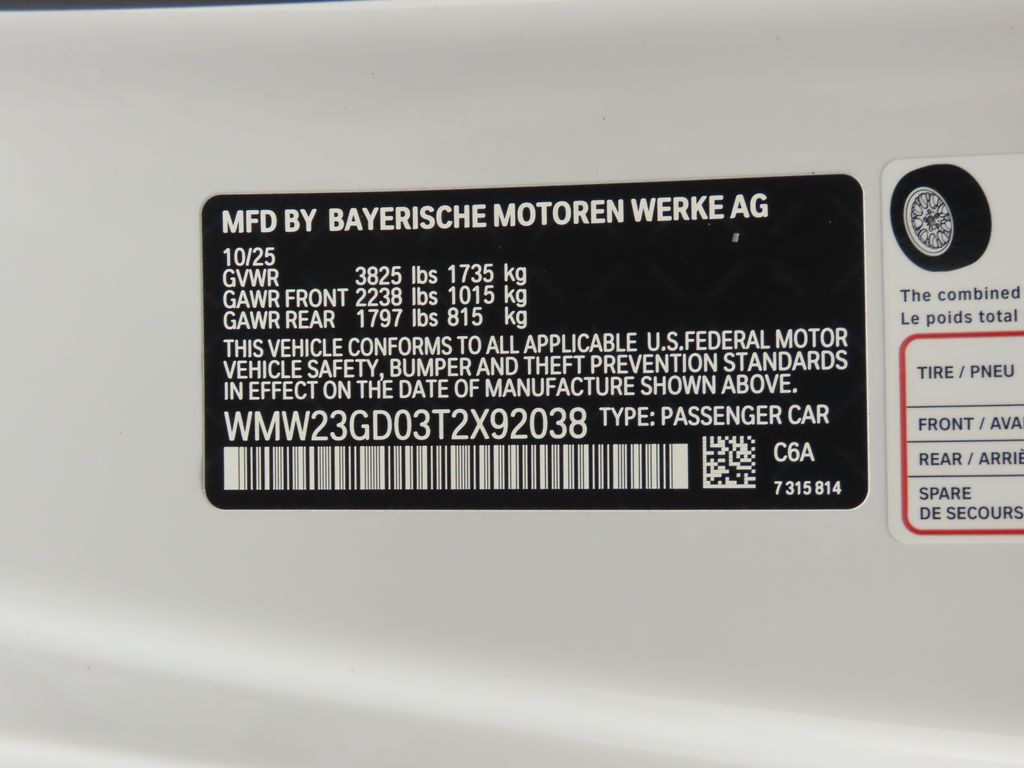 MFD BY BAYERISCHE MOTOREN WERKE AG
10/25
GVWR 3825 lbs 1735 kg
GAWR FRONT 2238 lbs 1015 kg
GAWR REAR 1797 lbs 815 kg
THIS VEHICLE CONFORMS TO ALL APPLICABLE U.S.FEDERAL MOTOR
VEHICLE SAFETY, BUMPER AND THEFT PREVENTION STANDARDS
IN EFFECT ON THE DATE OF MANUFACTURE SHOWN ABOVE.
WMW23GD03T2X92038 TYPE: PASSENGER CAR
C6A
7 315 814
The combined
Le poids total
TIRE / PNEU
FRONT / AVA
REAR / ARRIÈ
SPARE
DE SECOURS